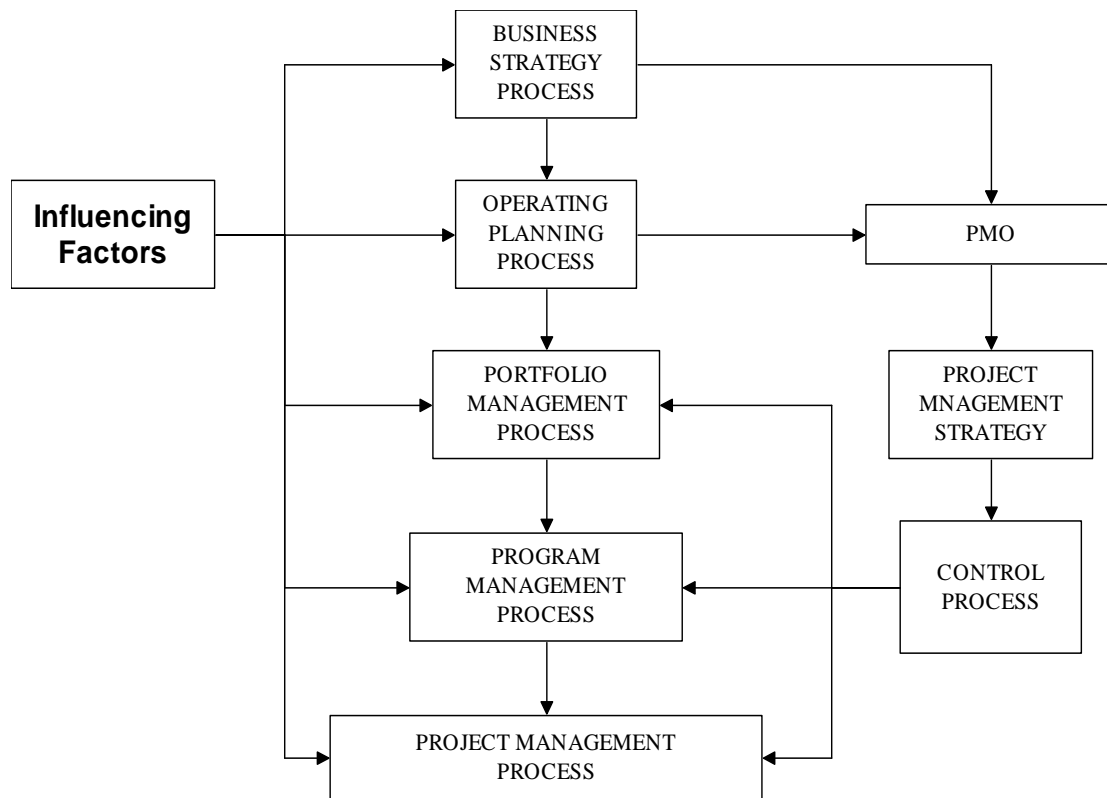 BUSINESS
STRATEGY
PROCESS
Influencing
Factors
OPERATING
PLANNING
PROCESS
PMO
PORTFOLIO
MANAGEMENT
PROCESS
PROJECT
MNAGEMENT
STRATEGY
PROGRAM
MANAGEMENT
PROCESS
CONTROL
PROCESS
PROJECT MANAGEMENT
PROCESS